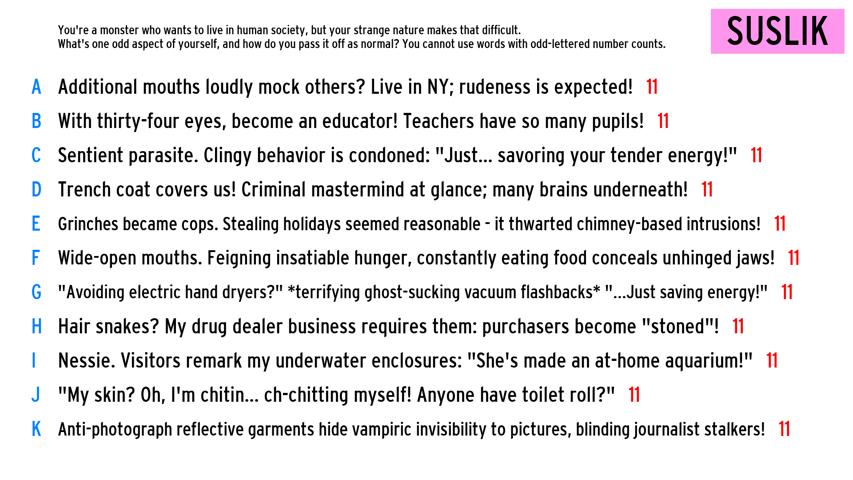 You're a monster who wants to live in human society, but your strange nature makes that difficult.
What's one odd aspect of yourself, and how do you pass it off as normal? You cannot use words with odd-lettered number counts.
SUSLIK
A Additional mouths loudly mock others? Live in NY; rudeness is expected! 11
B With thirty-four eyes, become an educator! Teachers have so many pupils! 11
C Sentient parasite. Clingy behavior is condoned: "Just... savoring your tender energy!" 11
D Trench coat covers us! Criminal mastermind at glance; many brains underneath! 11
E Grinches became cops. Stealing holidays seemed reasonable - it thwarted chimney-based intrusions! 11
F Wide-open mouths. Feigning insatiable hunger, constantly eating food conceals unhinged jaws! 11
G "Avoiding electric hand dryers?" *terrifying ghost-sucking vacuum flashbacks* "...Just saving energy!" 11
H Hair snakes? My drug dealer business requires them: purchasers become "stoned"! 11
I Nessie. Visitors remark my underwater enclosures: "She's made an at-home aquarium!" 11
J "My skin? Oh, I'm chitin... ch-chitting myself! Anyone have toilet roll?" 11
K Anti-photograph reflective garments hide vampiric invisibility to pictures, blinding journalist stalkers! 11